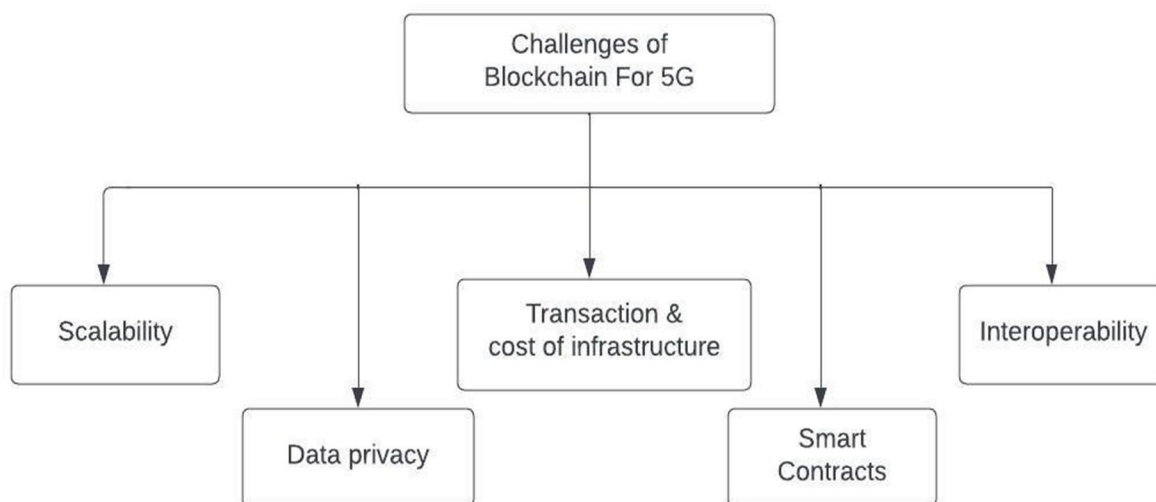 Challenges of
Blockchain For 5G
Scalability
Transaction &
cost of infrastructure
Interoperability
Data privacy
Smart
Contracts